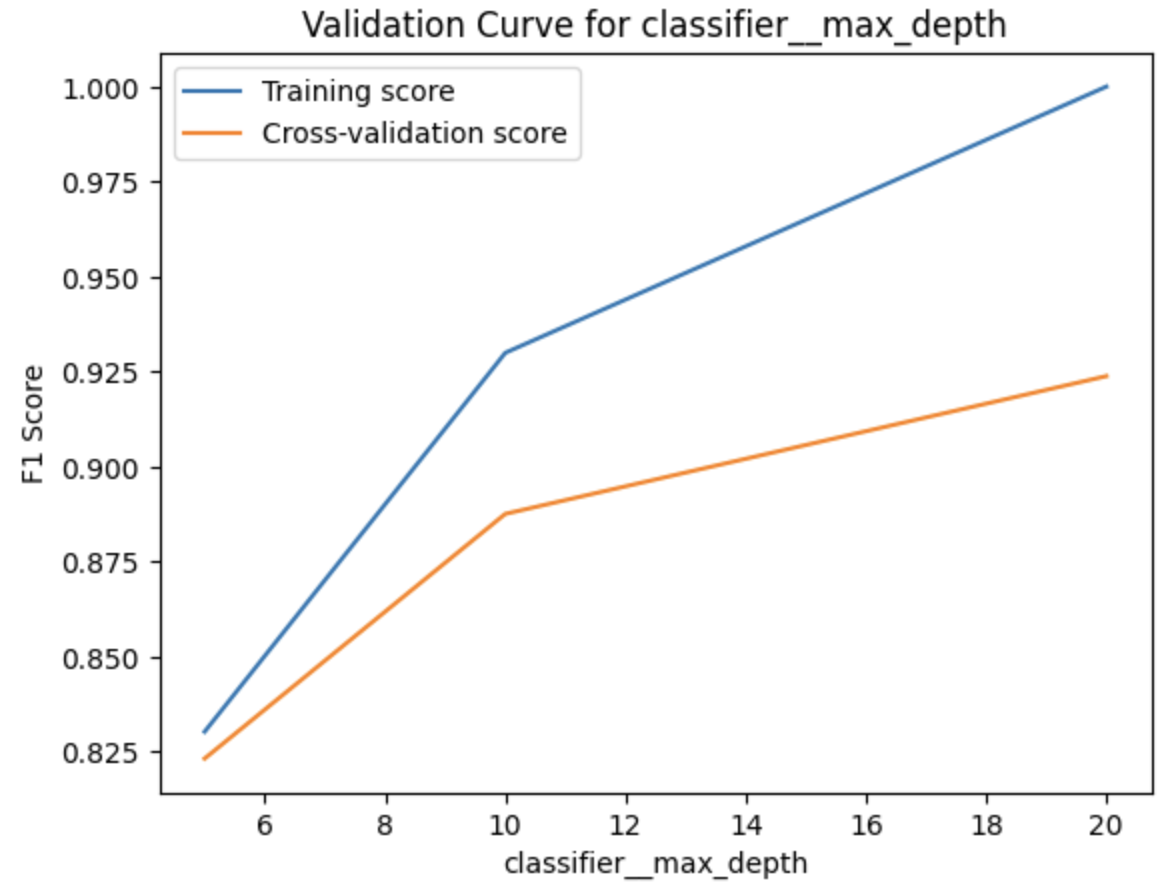 Validation Curve for classifier__max_depth
Training score
Cross-validation score
1.000
0.975
0.950
0.925
0.900
0.875
0.850
0.825
F1 Score
6 8 10 12 14 16 18 20
classifier__max_depth